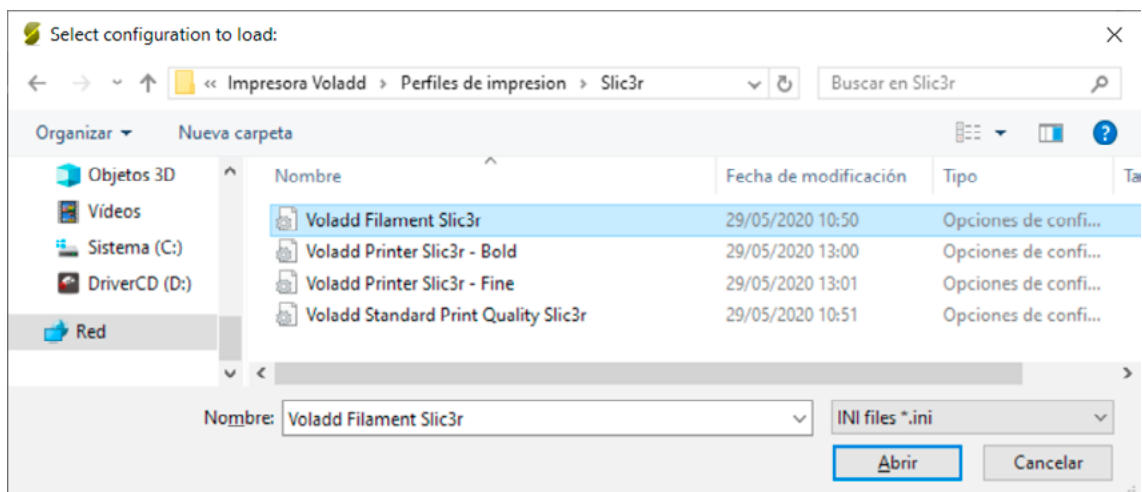 Select configuration to load:
« Impresora Voladd › Perfiles de impresion › Slic3r
Buscar en Slic3r
Organizar
Nueva carpeta
Objetos 3D
Vídeos
Sistema (C:)
DriverCD (D:)
Red
Nombre Fecha de modificación Tipo Ta
Voladd Filament Slic3r 29/05/2020 10:50 Opciones de confi...
Voladd Printer Slic3r - Bold 29/05/2020 13:00 Opciones de confi...
Voladd Printer Slic3r - Fine 29/05/2020 13:01 Opciones de confi...
Voladd Standard Print Quality Slic3r 29/05/2020 10:51 Opciones de confi...
Nombre: Voladd Filament Slic3r
INI files *.ini
Abrir
Cancelar